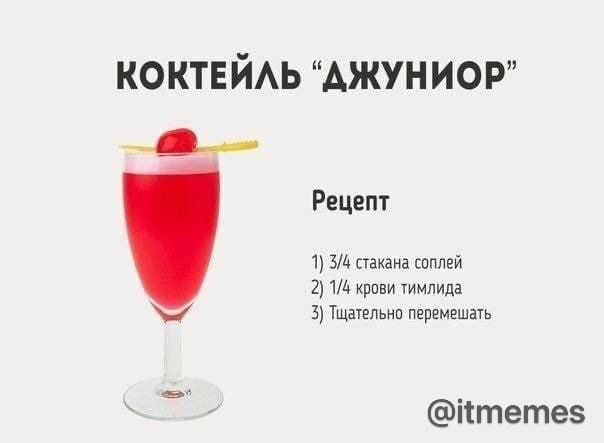 КОКТЕЙЛЬ “ДЖУНИОР”
Рецепт
1) 3/4 стакана соплей
2) 1/4 крови тимлида
3) Тщательно перемешать
@itmemes